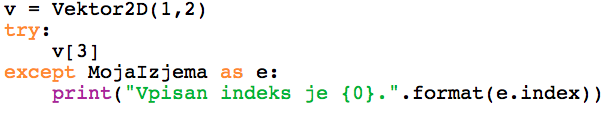 v = Vektor2D(1,2)
try:
    v[3]
except MojaIzjema as e:
    print("Vpisan indeks je {0}.".format(e.index))